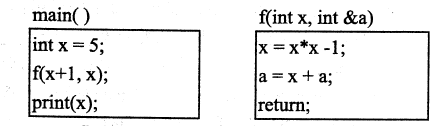 main( )
int x = 5;
f(x+1, x);
print(x);
f(int x, int &a)
x = x*x -1;
a = x + a;
return;